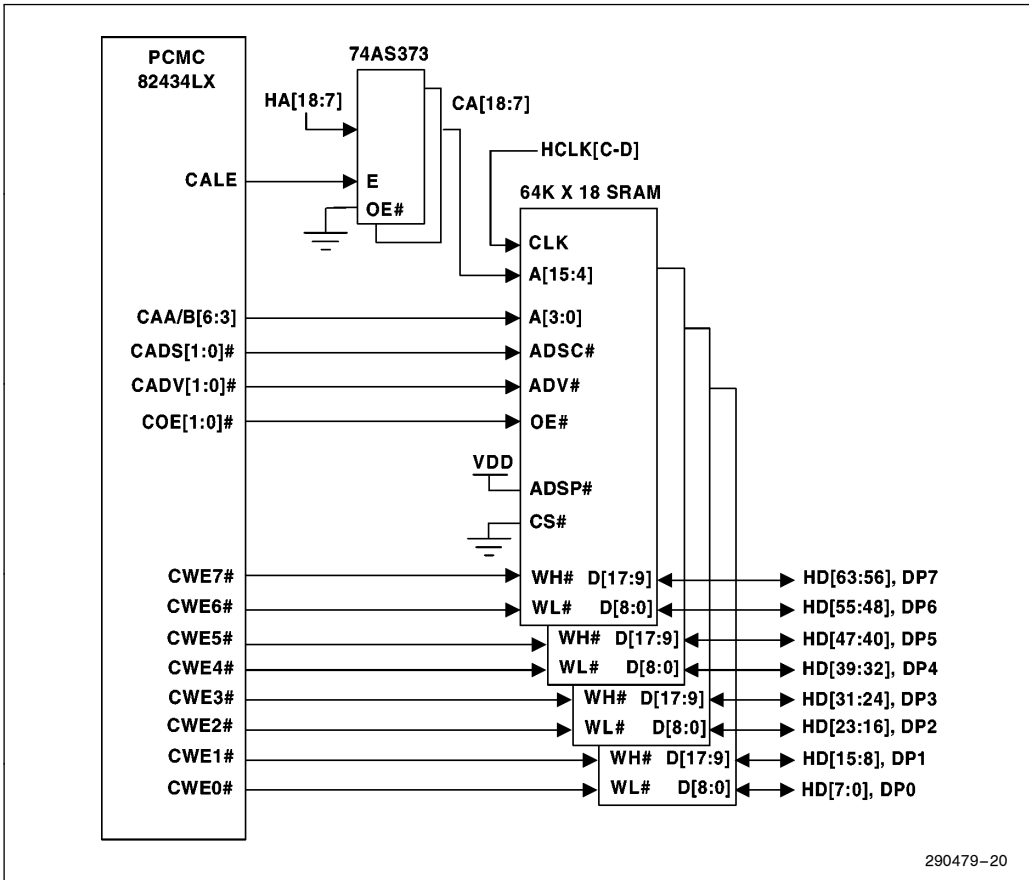 PCMC
82434LX
74AS373
HA[18:7]
CA[18:7]
HCLK[C-D]
CALE
E
OE#
64K X 18 SRAM
CLK
A[15:4]
CAA/B[6:3]
A[3:0]
CADS[1:0]#
ADSC#
CADV[1:0]#
ADV#
COE[1:0]#
OE#
VDD
ADSP#
CS#
CWE7# WH# D[17:9] HD[63:56], DP7
CWE6# WL# D[8:0] HD[55:48], DP6
CWE5# WH# D[17:9] HD[47:40], DP5
CWE4# WL# D[8:0] HD[39:32], DP4
CWE3# WH# D[17:9] HD[31:24], DP3
CWE2# WL# D[8:0] HD[23:16], DP2
CWE1# WH# D[17:9] HD[15:8], DP1
CWE0# WL# D[8:0] HD[7:0], DP0
290479–20